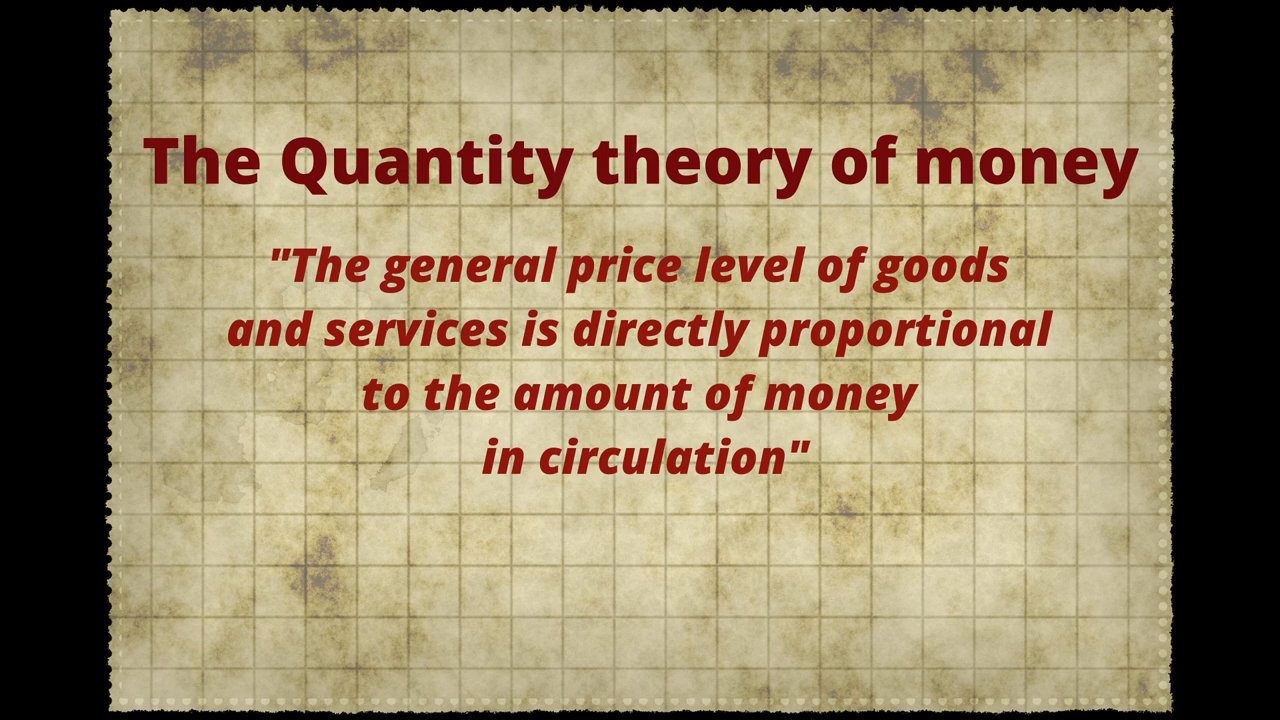 The Quantity theory of money
"The general price level of goods
and services is directly proportional
to the amount of money
in circulation"